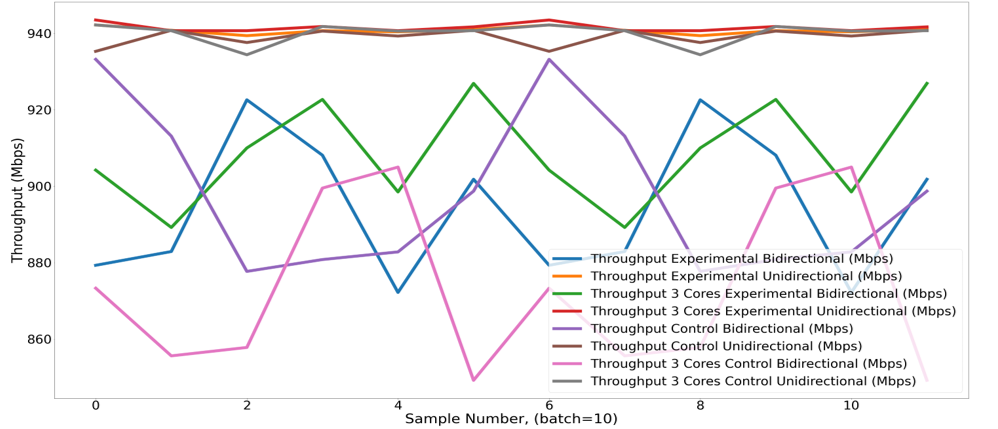 940
920
900
880
860
Throughput (Mbps)
0
2
4
6
8
10
Sample Number, (batch=10)
Throughput Experimental Bidirectional (Mbps)
Throughput Experimental Unidirectional (Mbps)
Throughput 3 Cores Experimental Bidirectional (Mbps)
Throughput 3 Cores Experimental Unidirectional (Mbps)
Throughput Control Bidirectional (Mbps)
Throughput Control Unidirectional (Mbps)
Throughput 3 Cores Control Bidirectional (Mbps)
Throughput 3 Cores Control Unidirectional (Mbps)